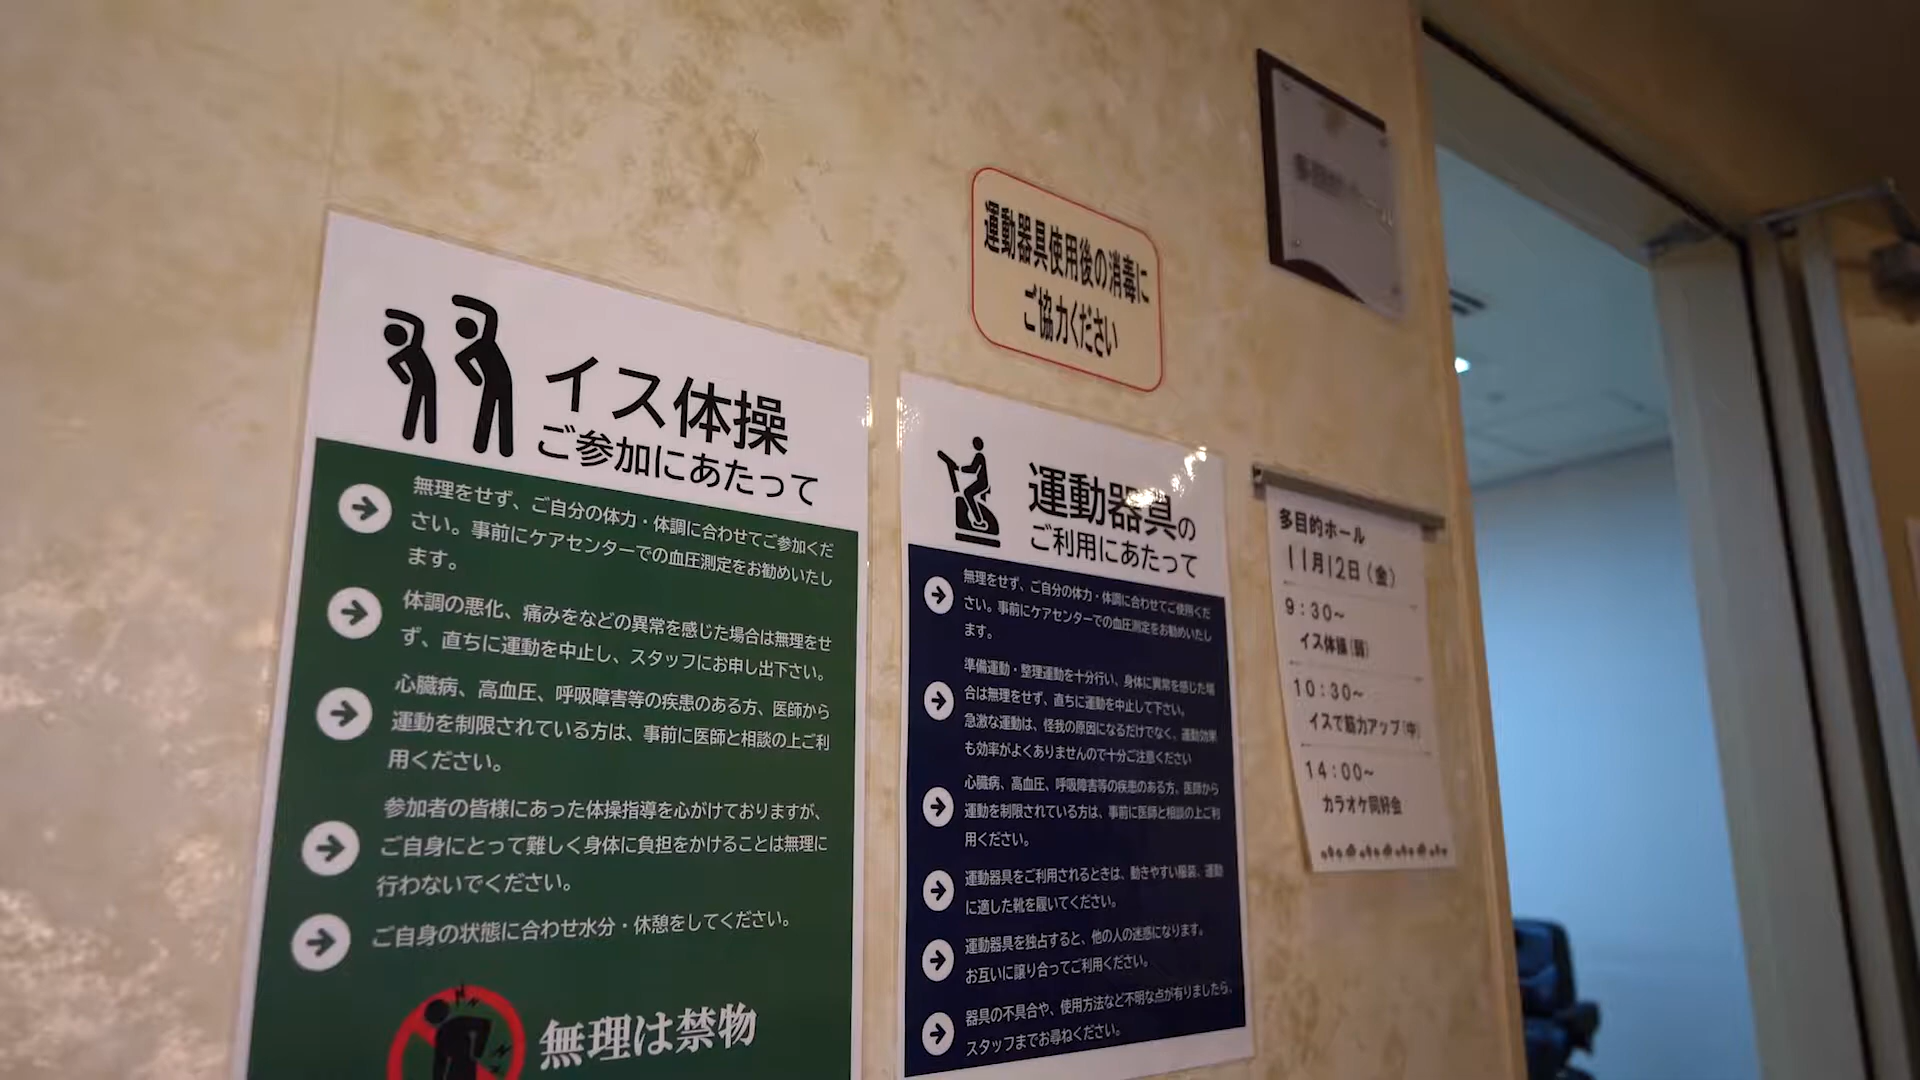 イス体操
ご参加にあたって
無理をせず、ご自分の体力・体調に合わせてご参加くだ
さい。事前にケアセンターでの血圧測定をお勧めいたし
ます。
体調の悪化、痛みをなどの異常を感じた場合は無理をせ
ず、直ちに運動を中止し、スタッフにお申し出下さい。
心臓病、高血圧、呼吸障害等の疾患のある方、医師から
運動を制限されている方は、事前に医師と相談の上ご利
用ください。
参加者の皆様にあった体操指導を心がけておりますが、
ご自身にとって難しく身体に負担をかけることは無理に
行わないでください。
ご自身の状態に合わせ水分・休憩をしてください。
無理は禁物
運動器具使用後の消毒に
ご協力ください
運動器具の
ご利用にあたって
無理をせず、ご自分の体力・体調に合わせてご使用くだ
さい。事前にケアセンターでの血圧測定をお勧めいたし
ます。
準備運動・整理運動を十分行い、身体に異常を感じた場
合は無理をせず、直ちに運動を中止して下さい。
急激な運動は、怪我の原因になるだけでなく、運動効果
も効率がよくありませんので十分ご注意ください
心臓病、高血圧、呼吸障害等の疾患のある方、医師から
運動を制限されている方は、事前に医師と相談の上ご利
用ください。
運動器具をご利用されるときは、動きやすい服装、運動
に適した靴を履いてください。
運動器具を独占すると、他の人の迷惑になります。
お互いに譲り合ってご利用ください。
器具の不具合や、使用方法など不明な点が有りましたら、
スタッフまでお尋ねください。
多目的ホール
11月12日（金）
9：30～
イス体操(弱)
10：30～
イスで筋力アップ(中)
14：00～
カラオケ同好会